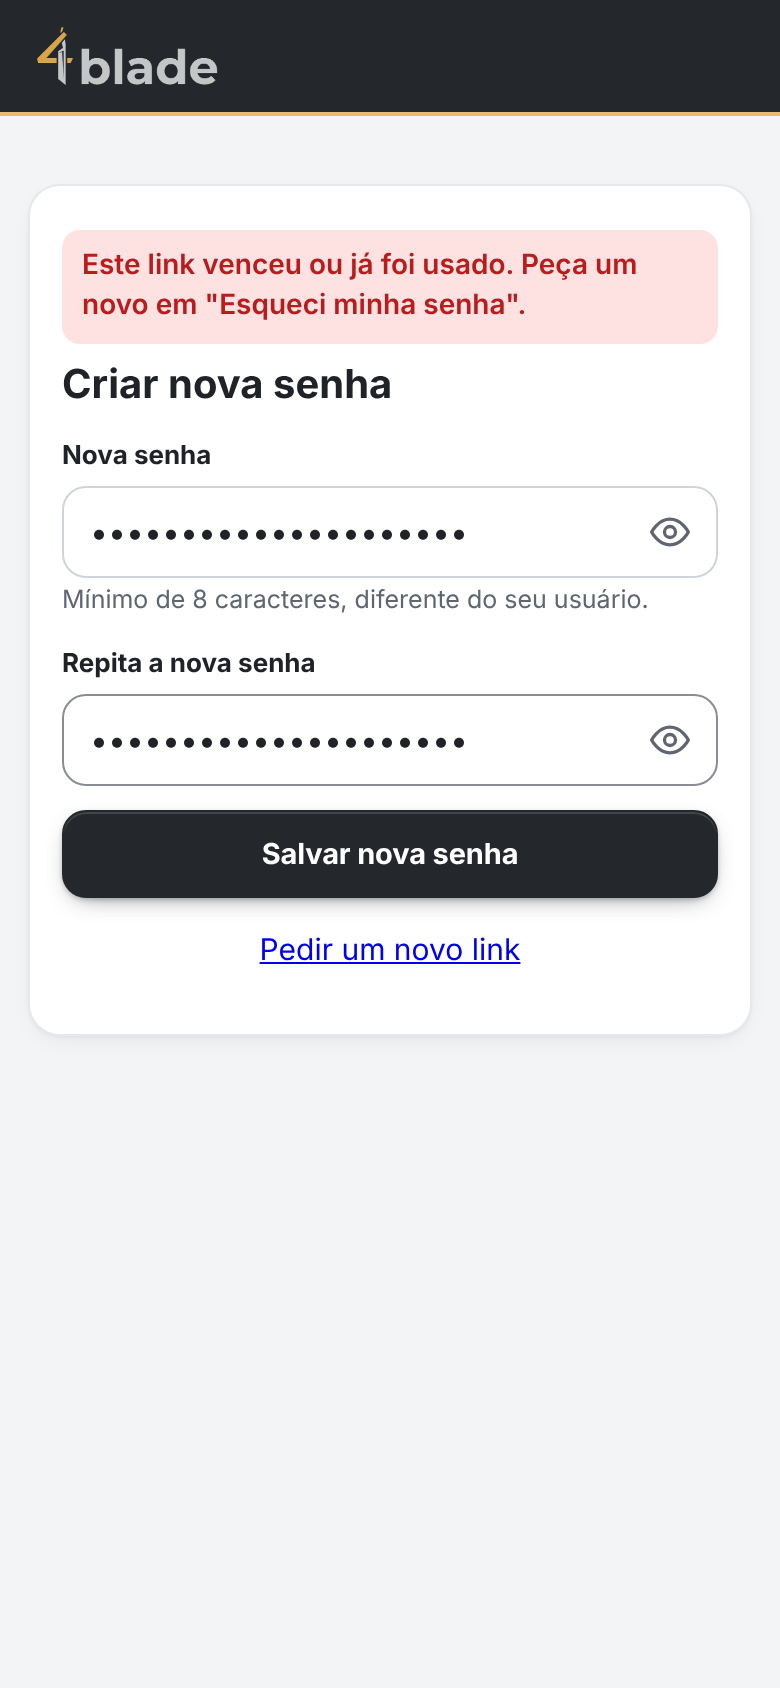 4blade
Este link venceu ou já foi usado. Peça um
novo em "Esqueci minha senha".
Criar nova senha
Nova senha
Mínimo de 8 caracteres, diferente do seu usuário.
Repita a nova senha
Salvar nova senha
Pedir um novo link